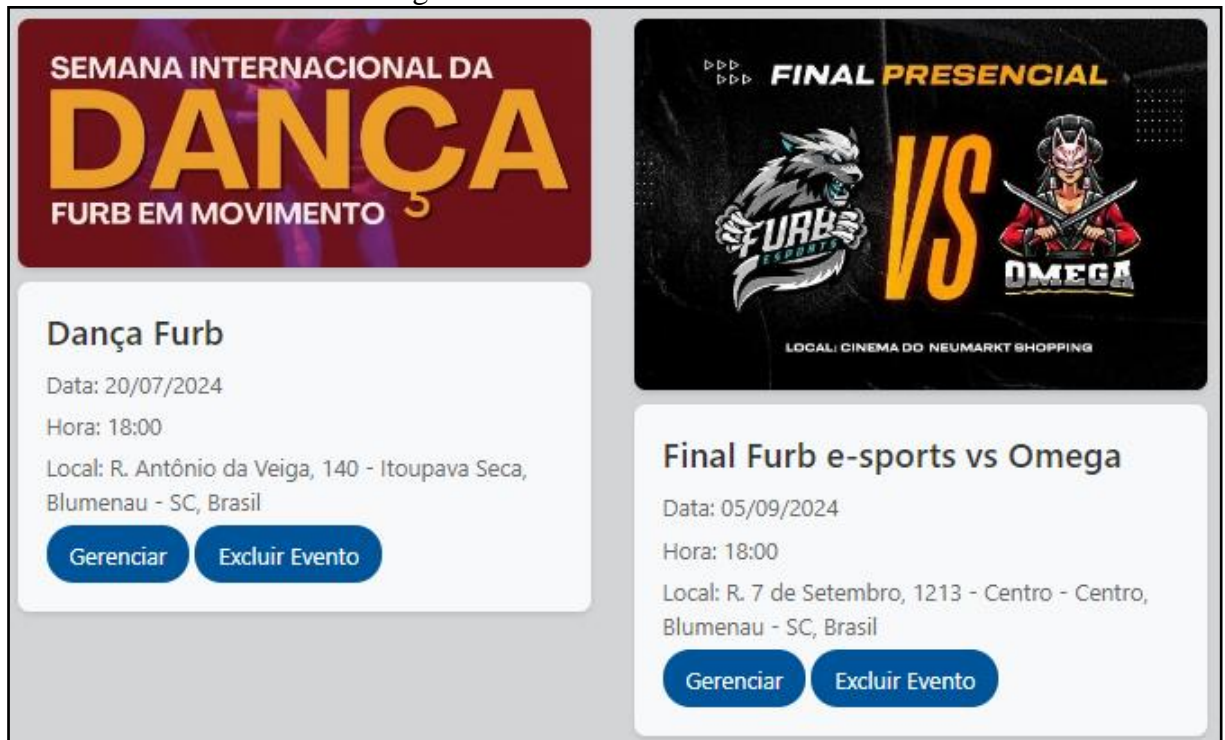 SEMANA INTERNACIONAL DA
DANÇA
FURB EM MOVIMENTO
Dança Furb
Data: 20/07/2024
Hora: 18:00
Local: R. Antônio da Veiga, 140 - Itoupava Seca,
Blumenau - SC, Brasil
Gerenciar Excluir Evento
FINAL PRESENCIAL
FURB
ESPORTS
VS
OMEGA
LOCAL: CINEMA DO NEUMARKT SHOPPING
Final Furb e-sports vs Omega
Data: 05/09/2024
Hora: 18:00
Local: R. 7 de Setembro, 1213 - Centro - Centro,
Blumenau - SC, Brasil
Gerenciar Excluir Evento